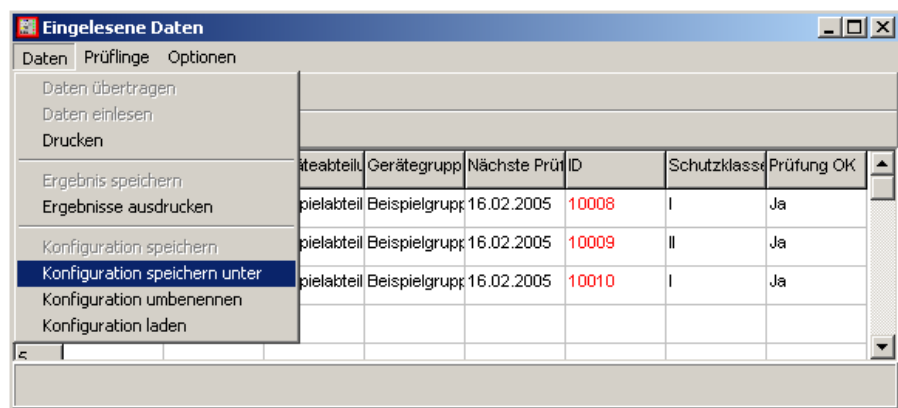 Eingelesene Daten
Daten Prüflinge Optionen
Daten übertragen
Daten einlesen
Drucken
Ergebnis speichern
Ergebnisse ausdrucken
Konfiguration speichern
Konfiguration speichern unter
Konfiguration umbenennen
Konfiguration laden
äteabteilu Gerätegrupp Nächste Prüf ID Schutzklasse Prüfung OK
pielabteil Beispielgrupp 16.02.2005 10008 I Ja
pielabteil Beispielgrupp 16.02.2005 10009 II Ja
pielabteil Beispielgrupp 16.02.2005 10010 I Ja
5